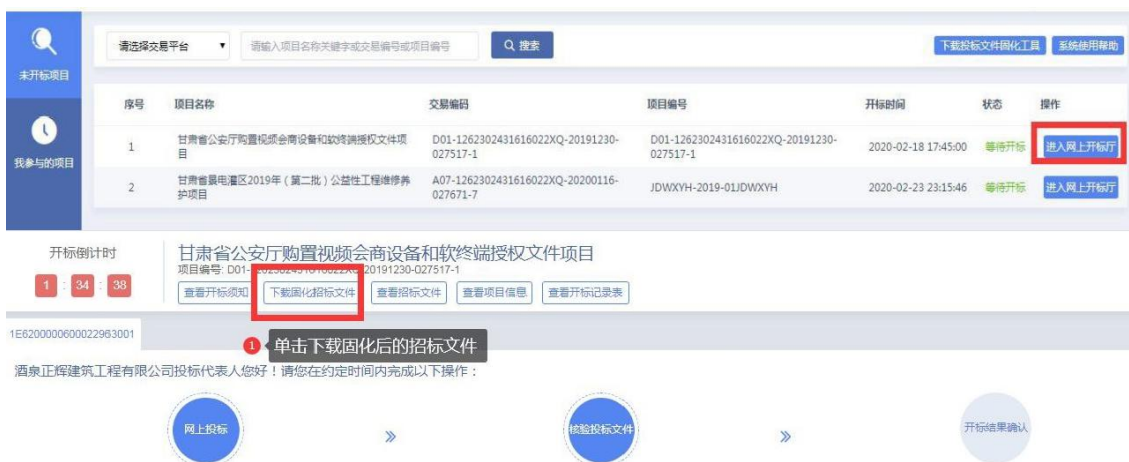 请选择交易平台
请输入项目名称关键字或交易编号或项目编号
搜索
下载投标文件固化工具
系统使用帮助
未开标项目
我参与的项目
序号 项目名称 交易编码 项目编号 开标时间 状态 操作
1 甘肃省公安厅购置视频会商设备和软终端授权文件项目 D01-1262302431616022XQ-20191230-027517-1 D01-1262302431616022XQ-20191230-027517-1 2020-02-18 17:45:00 等待开标 进入网上开标厅
2 甘肃省景电灌区2019年（第二批）公益性工程维修养护项目 A07-1262302431616022XQ-20200116-027671-7 JDWXYH-2019-01JDWXYH 2020-02-23 23:15:46 等待开标 进入网上开标厅
开标倒计时
1 : 34 : 38
甘肃省公安厅购置视频会商设备和软终端授权文件项目
项目编号: D01-1262302431616022XQ-20191230-027517-1
查看开标须知 下载固化招标文件 查看招标文件 查看项目信息 查看开标记录表
1E6200000600022963001
1 单击下载固化后的招标文件
酒泉正辉建筑工程有限公司投标代表人您好！请您在约定时间内完成以下操作：
网上投标 » 核验投标文件 » 开标结果确认